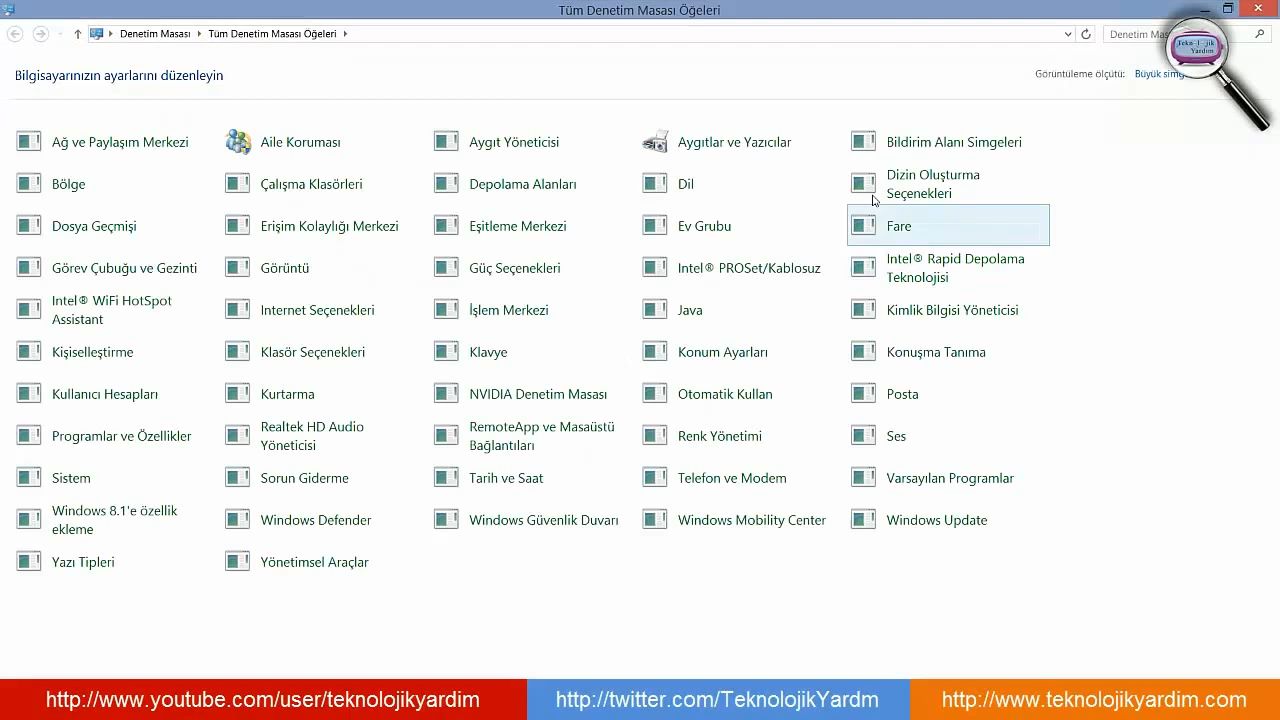 Tüm Denetim Masası Öğeleri
Denetim Masası
Tüm Denetim Masası Öğeleri
Denetim
Teknolojik
Yardım
Bilgisayarınızın ayarlarını düzenleyin
Görüntüleme ölçütü:
Büyük
Ağ ve Paylaşım Merkezi
Aile Koruması
Aygıt Yöneticisi
Aygıtlar ve Yazıcılar
Bildirim Alanı Simgeleri
Bölge
Çalışma Klasörleri
Depolama Alanları
Dil
Dizin Oluşturma
Seçenekleri
Dosya Geçmişi
Erişim Kolaylığı Merkezi
Eşitleme Merkezi
Ev Grubu
Fare
Görev Çubuğu ve Gezinti
Görüntü
Güç Seçenekleri
Intel® PROSet/Kablosuz
Intel® Rapid Depolama
Teknolojisi
Intel® WiFi HotSpot
Assistant
Internet Seçenekleri
İşlem Merkezi
Java
Kimlik Bilgisi Yöneticisi
Kişiselleştirme
Klasör Seçenekleri
Klavye
Konum Ayarları
Konuşma Tanıma
Kullanıcı Hesapları
Kurtarma
NVIDIA Denetim Masası
Otomatik Kullan
Posta
Programlar ve Özellikler
Realtek HD Audio
Yöneticisi
RemoteApp ve Masaüstü
Bağlantıları
Renk Yönetimi
Ses
Sistem
Sorun Giderme
Tarih ve Saat
Telefon ve Modem
Varsayılan Programlar
Windows 8.1'e özellik
ekleme
Windows Defender
Windows Güvenlik Duvarı
Windows Mobility Center
Windows Update
Yazı Tipleri
Yönetimsel Araçlar
http://www.youtube.com/user/teknolojikyardim
http://twitter.com/TeknolojikYardm
http://www.teknolojikyardim.com